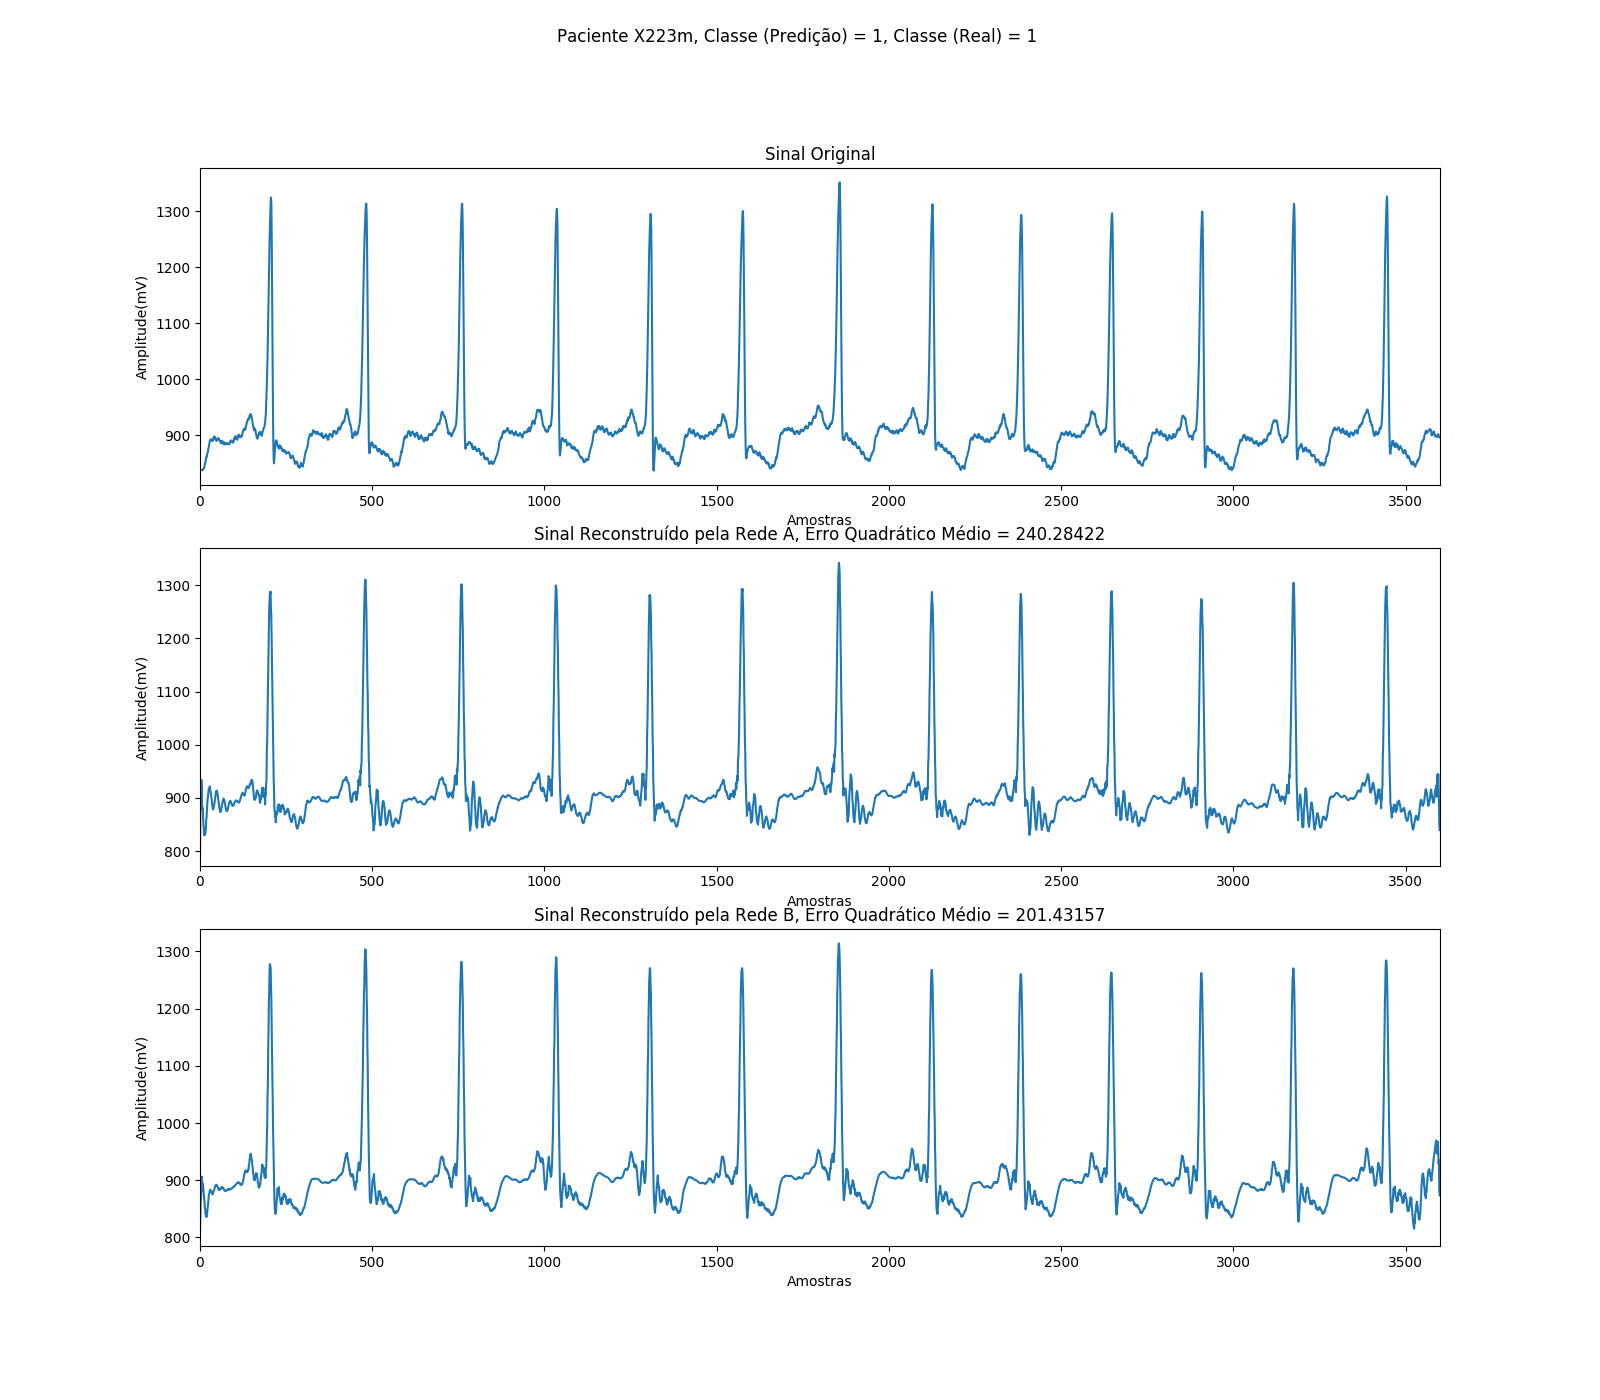 Paciente X223m, Classe (Predição) = 1, Classe (Real) = 1
Sinal Original
1300
1200
1100
1000
900
Amplitude(mV)
0 500 1000 1500 2000 2500 3000 3500
Amostras
Sinal Reconstruído pela Rede A, Erro Quadrático Médio = 240.28422
1300
1200
1100
1000
900
800
Amplitude(mV)
0 500 1000 1500 2000 2500 3000 3500
Amostras
Sinal Reconstruído pela Rede B, Erro Quadrático Médio = 201.43157
1300
1200
1100
1000
900
800
Amplitude(mV)
0 500 1000 1500 2000 2500 3000 3500
Amostras